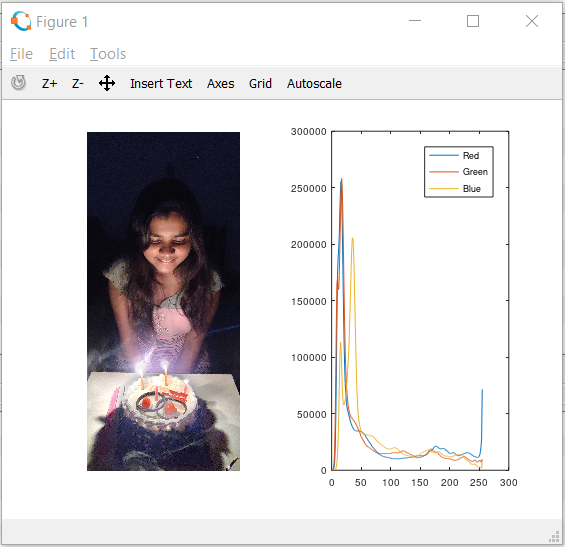 Figure 1
File Edit Tools
Z+ Z- Insert Text Axes Grid Autoscale
300000
250000
200000
150000
100000
50000
0
0 50 100 150 200 250 300
Red
Green
Blue